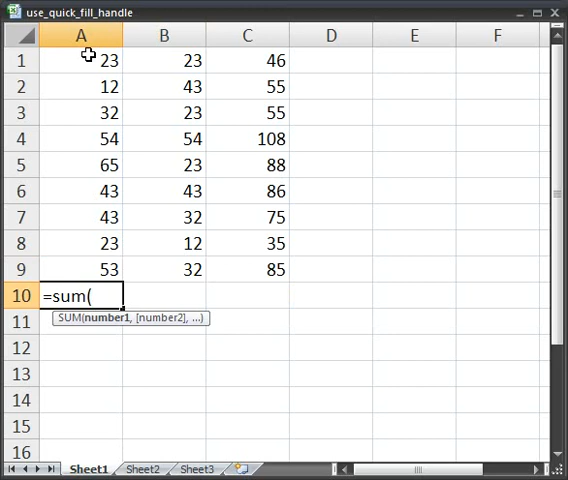 use_quick_fill_handle
A B C D E F
1 23 23 46
2 12 43 55
3 32 23 55
4 54 54 108
5 65 23 88
6 43 43 86
7 43 32 75
8 23 12 35
9 53 32 85
10 =sum(
11 SUM(number1, [number2], ...)
12
13
14
15
16
Sheet1 Sheet2 Sheet3